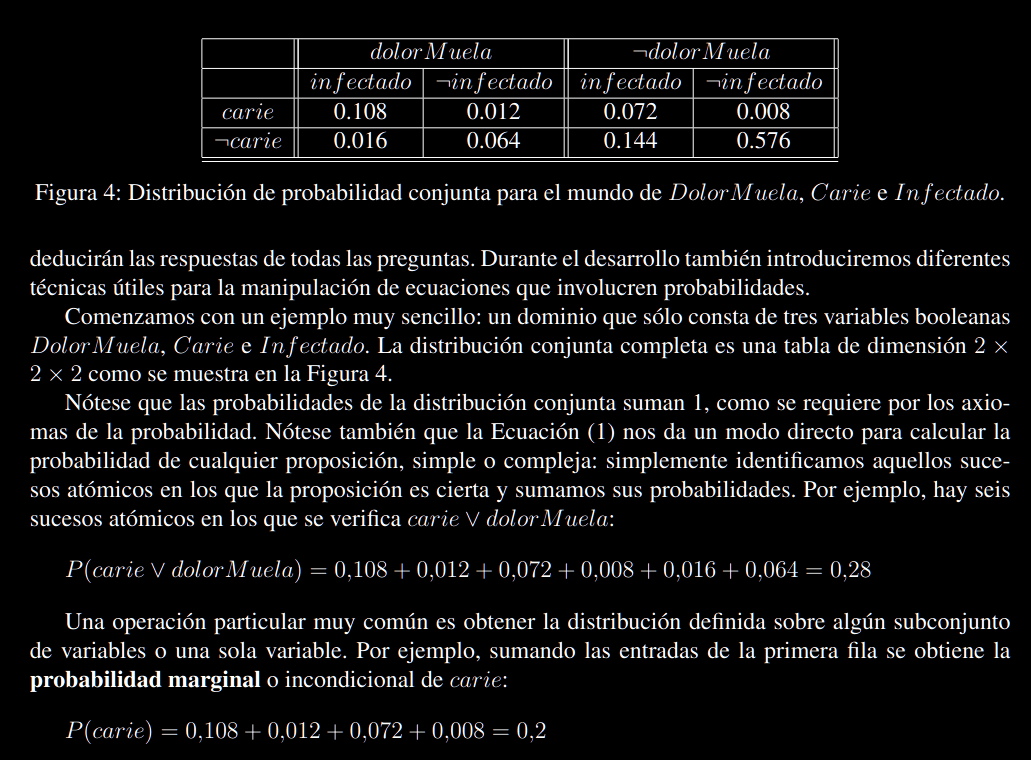 dolorMuela ¬dolorMuela
infectado ¬infectado infectado ¬infectado
carie 0.108 0.012 0.072 0.008
¬carie 0.016 0.064 0.144 0.576
Figura 4: Distribución de probabilidad conjunta para el mundo de DolorMuela, Carie e Infectado.
deducirán las respuestas de todas las preguntas. Durante el desarrollo también introduciremos diferentes
técnicas útiles para la manipulación de ecuaciones que involucren probabilidades.
Comenzamos con un ejemplo muy sencillo: un dominio que sólo consta de tres variables booleanas
DolorMuela, Carie e Infectado. La distribución conjunta completa es una tabla de dimensión 2 ×
2 × 2 como se muestra en la Figura 4.
Nótese que las probabilidades de la distribución conjunta suman 1, como se requiere por los axio-
mas de la probabilidad. Nótese también que la Ecuación (1) nos da un modo directo para calcular la
probabilidad de cualquier proposición, simple o compleja: simplemente identificamos aquellos suce-
sos atómicos en los que la proposición es cierta y sumamos sus probabilidades. Por ejemplo, hay seis
sucesos atómicos en los que se verifica carie ∨ dolorMuela:
P(carie ∨ dolorMuela) = 0,108 + 0,012 + 0,072 + 0,008 + 0,016 + 0,064 = 0,28
Una operación particular muy común es obtener la distribución definida sobre algún subconjunto
de variables o una sola variable. Por ejemplo, sumando las entradas de la primera fila se obtiene la
probabilidad marginal o incondicional de carie:
P(carie) = 0,108 + 0,012 + 0,072 + 0,008 = 0,2